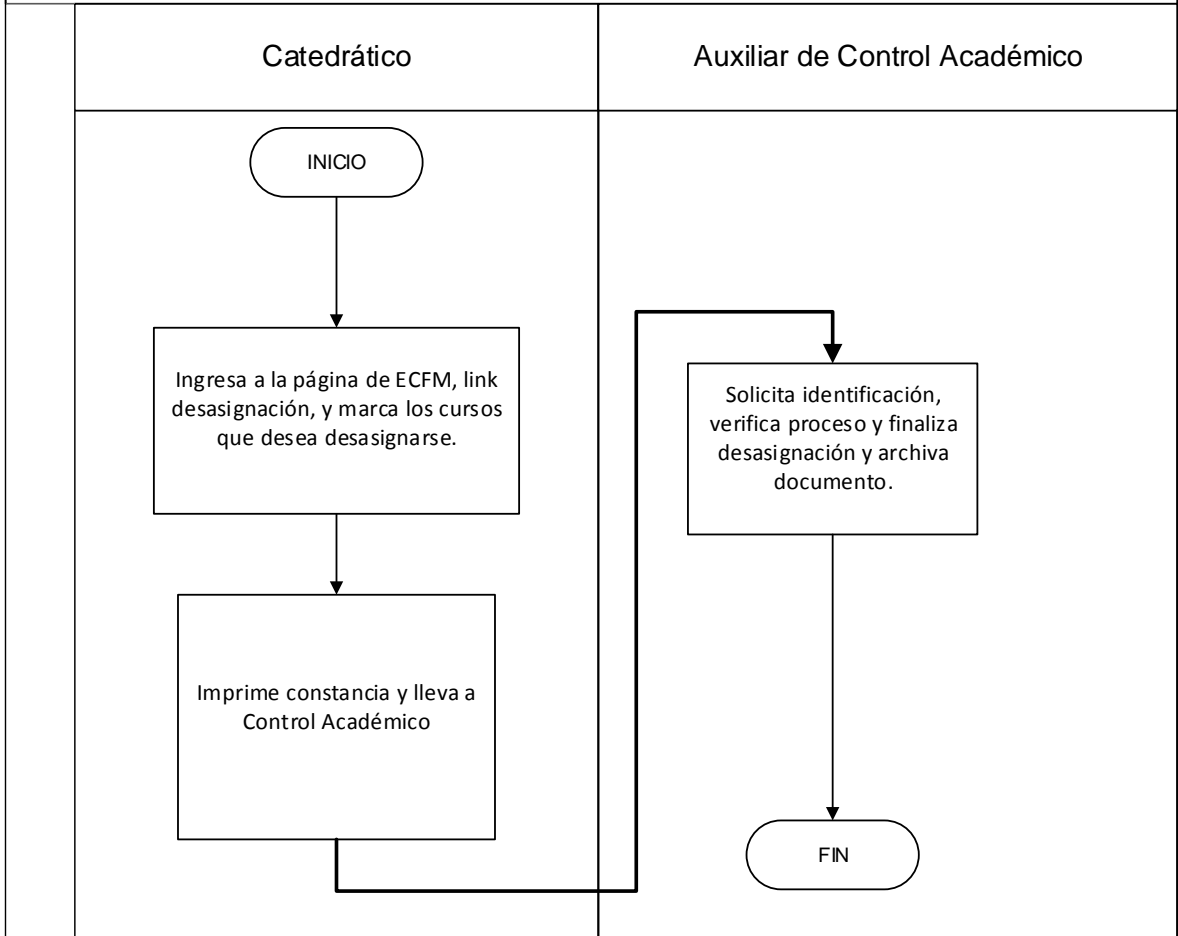 Catedrático
Auxiliar de Control Académico
INICIO
Ingresa a la página de ECFM, link
desasignación, y marca los cursos
que desea desasignarse.
Imprime constancia y lleva a
Control Académico
Solicita identificación,
verifica proceso y finaliza
desasignación y archiva
documento.
FIN